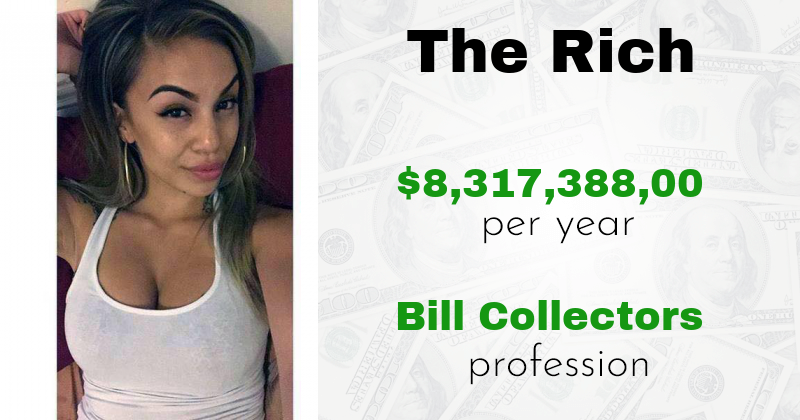 The Rich
$8,317,388,00
per year
Bill Collectors
profession